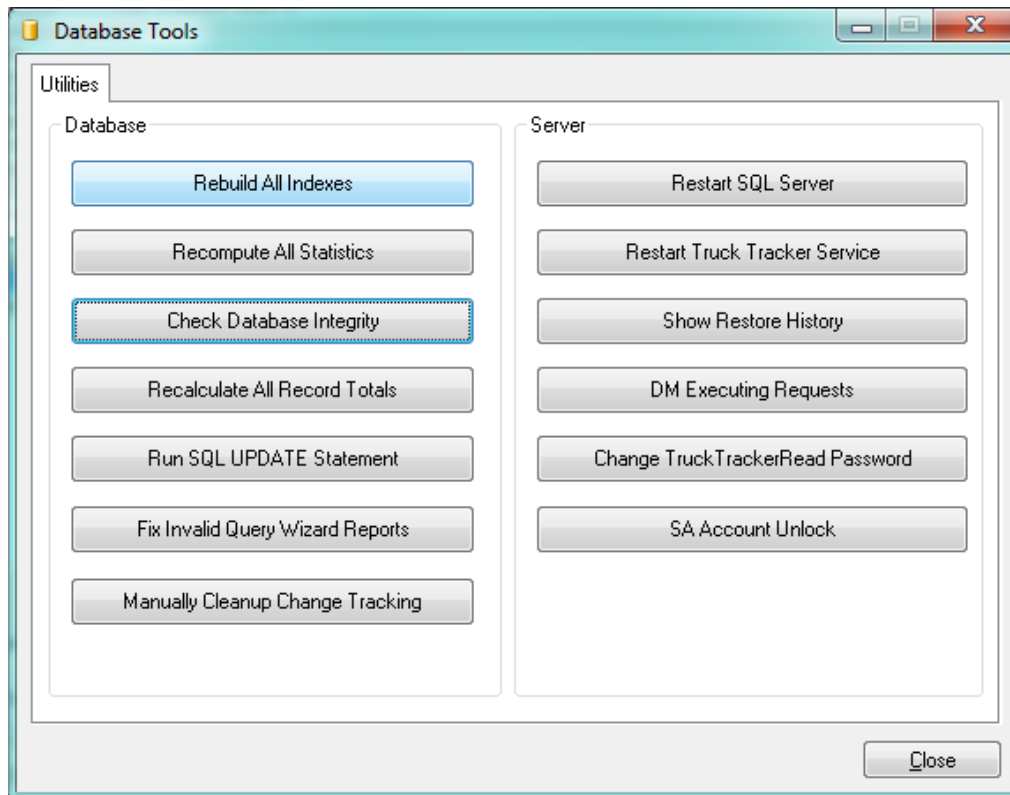 Database Tools
Utilities
Database
Rebuild All Indexes
Recompute All Statistics
Check Database Integrity
Recalculate All Record Totals
Run SQL UPDATE Statement
Fix Invalid Query Wizard Reports
Manually Cleanup Change Tracking
Server
Restart SQL Server
Restart Truck Tracker Service
Show Restore History
DM Executing Requests
Change TruckTrackerRead Password
SA Account Unlock
Close